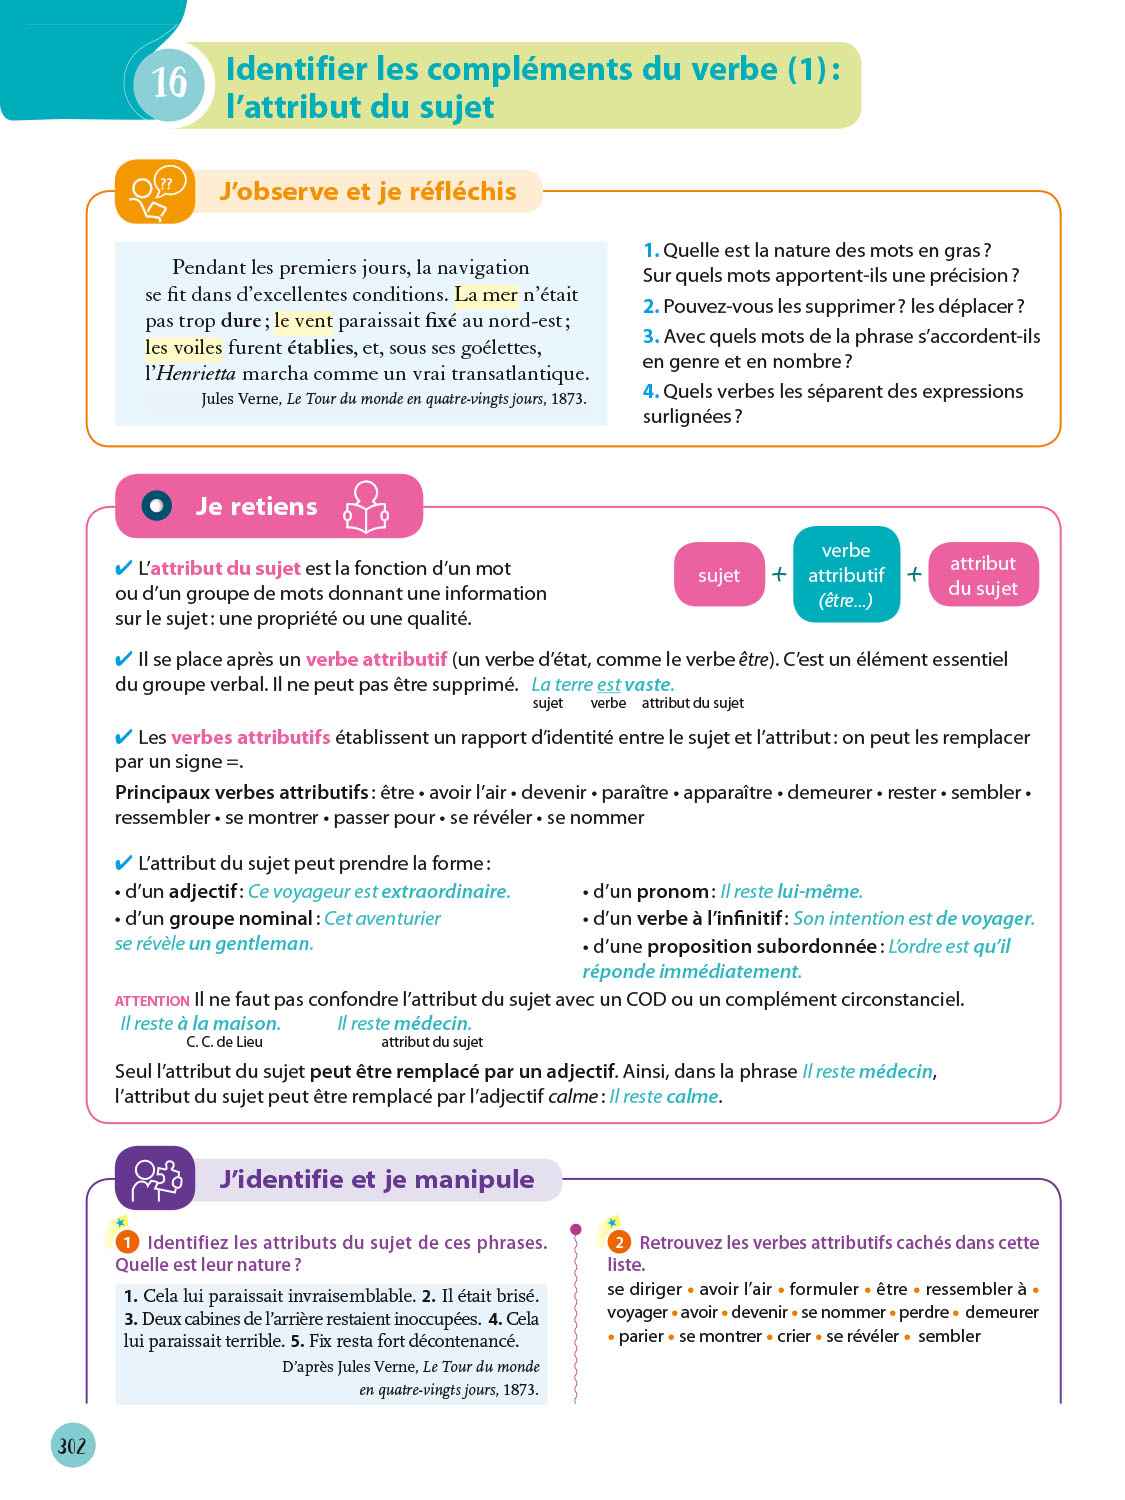 16
Identifier les compléments du verbe (1) :
l’attribut du sujet
??
J’observe et je réfléchis
Pendant les premiers jours, la navigation
se fit dans d’excellentes conditions. La mer n’était
pas trop dure ; le vent paraissait fixé au nord-est ;
les voiles furent établies, et, sous ses goélettes,
l’Henrietta marcha comme un vrai transatlantique.
Jules Verne, Le Tour du monde en quatre-vingts jours, 1873.
1. Quelle est la nature des mots en gras ?
Sur quels mots apportent-ils une précision ?
2. Pouvez-vous les supprimer ? les déplacer ?
3. Avec quels mots de la phrase s’accordent-ils
en genre et en nombre ?
4. Quels verbes les séparent des expressions
surlignées ?
Je retiens
✔ L’attribut du sujet est la fonction d’un mot
ou d’un groupe de mots donnant une information
sur le sujet : une propriété ou une qualité.
sujet + verbe attributif (être...) + attribut du sujet
✔ Il se place après un verbe attributif (un verbe d’état, comme le verbe être). C’est un élément essentiel
du groupe verbal. Il ne peut pas être supprimé. La terre est vaste.
sujet verbe attribut du sujet
✔ Les verbes attributifs établissent un rapport d’identité entre le sujet et l’attribut : on peut les remplacer
par un signe =.
Principaux verbes attributifs : être • avoir l’air • devenir • paraître • apparaître • demeurer • rester • sembler •
ressembler • se montrer • passer pour • se révéler • se nommer
✔ L’attribut du sujet peut prendre la forme :
• d’un adjectif : Ce voyageur est extraordinaire.
• d’un groupe nominal : Cet aventurier
se révèle un gentleman.
• d’un pronom : Il reste lui-même.
• d’un verbe à l’infinitif : Son intention est de voyager.
• d’une proposition subordonnée : L’ordre est qu’il
réponde immédiatement.
ATTENTION Il ne faut pas confondre l’attribut du sujet avec un COD ou un complément circonstanciel.
Il reste à la maison. Il reste médecin.
C. C. de Lieu attribut du sujet
Seul l’attribut du sujet peut être remplacé par un adjectif. Ainsi, dans la phrase Il reste médecin,
l’attribut du sujet peut être remplacé par l’adjectif calme : Il reste calme.
J’identifie et je manipule
1 Identifiez les attributs du sujet de ces phrases.
Quelle est leur nature ?
1. Cela lui paraissait invraisemblable. 2. Il était brisé.
3. Deux cabines de l’arrière restaient inoccupées. 4. Cela
lui paraissait terrible. 5. Fix resta fort décontenancé.
D’après Jules Verne, Le Tour du monde
en quatre-vingts jours, 1873.
2 Retrouvez les verbes attributifs cachés dans cette
liste.
se diriger • avoir l’air • formuler • être • ressembler à •
voyager • avoir • devenir • se nommer • perdre • demeurer
• parier • se montrer • crier • se révéler • sembler
302